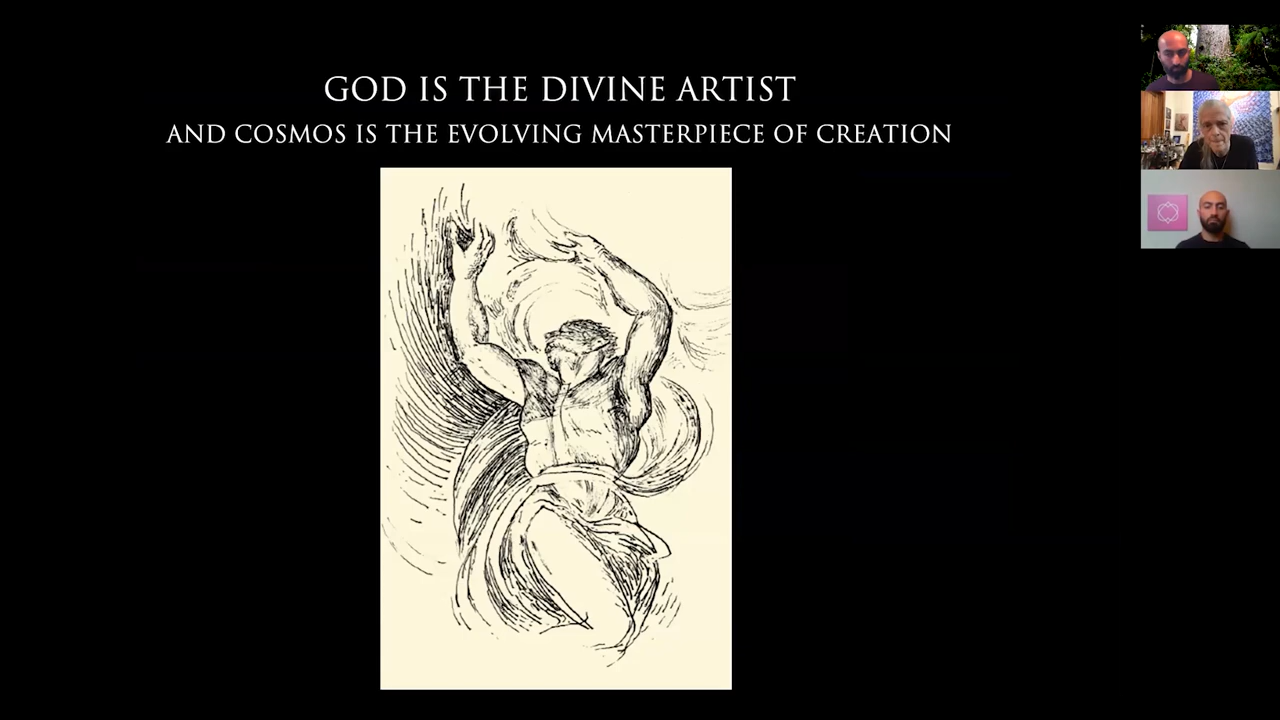 GOD IS THE DIVINE ARTIST
AND COSMOS IS THE EVOLVING MASTERPIECE OF CREATION